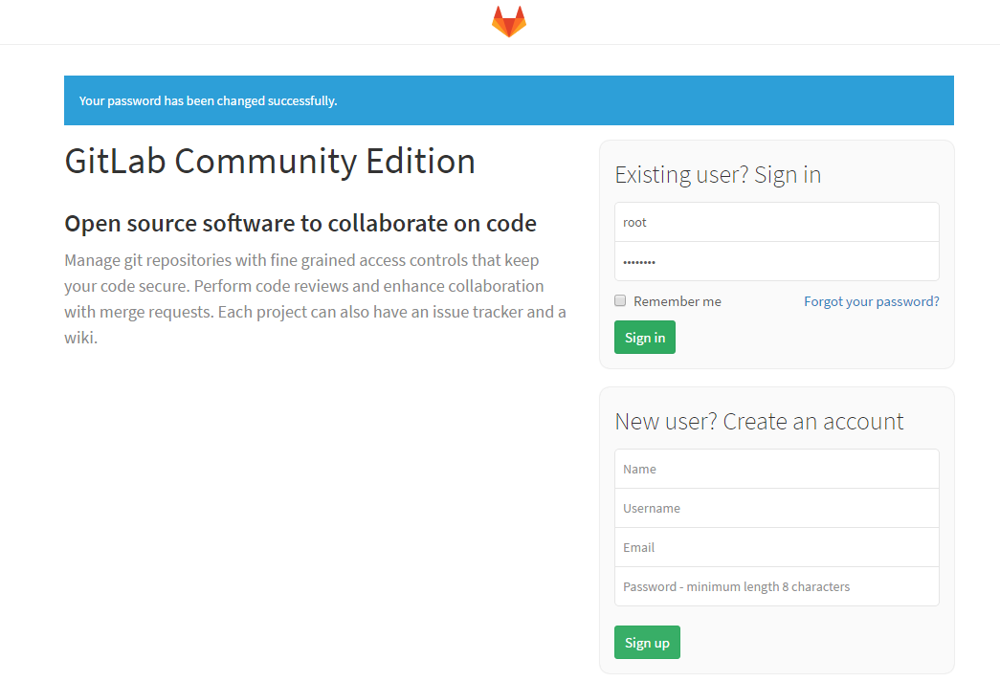 Your password has been changed successfully.
GitLab Community Edition
Open source software to collaborate on code
Manage git repositories with fine grained access controls that keep
your code secure. Perform code reviews and enhance collaboration
with merge requests. Each project can also have an issue tracker and a
wiki.
Existing user? Sign in
root
••••••••
Remember me
Forgot your password?
Sign in
New user? Create an account
Name
Username
Email
Password - minimum length 8 characters
Sign up